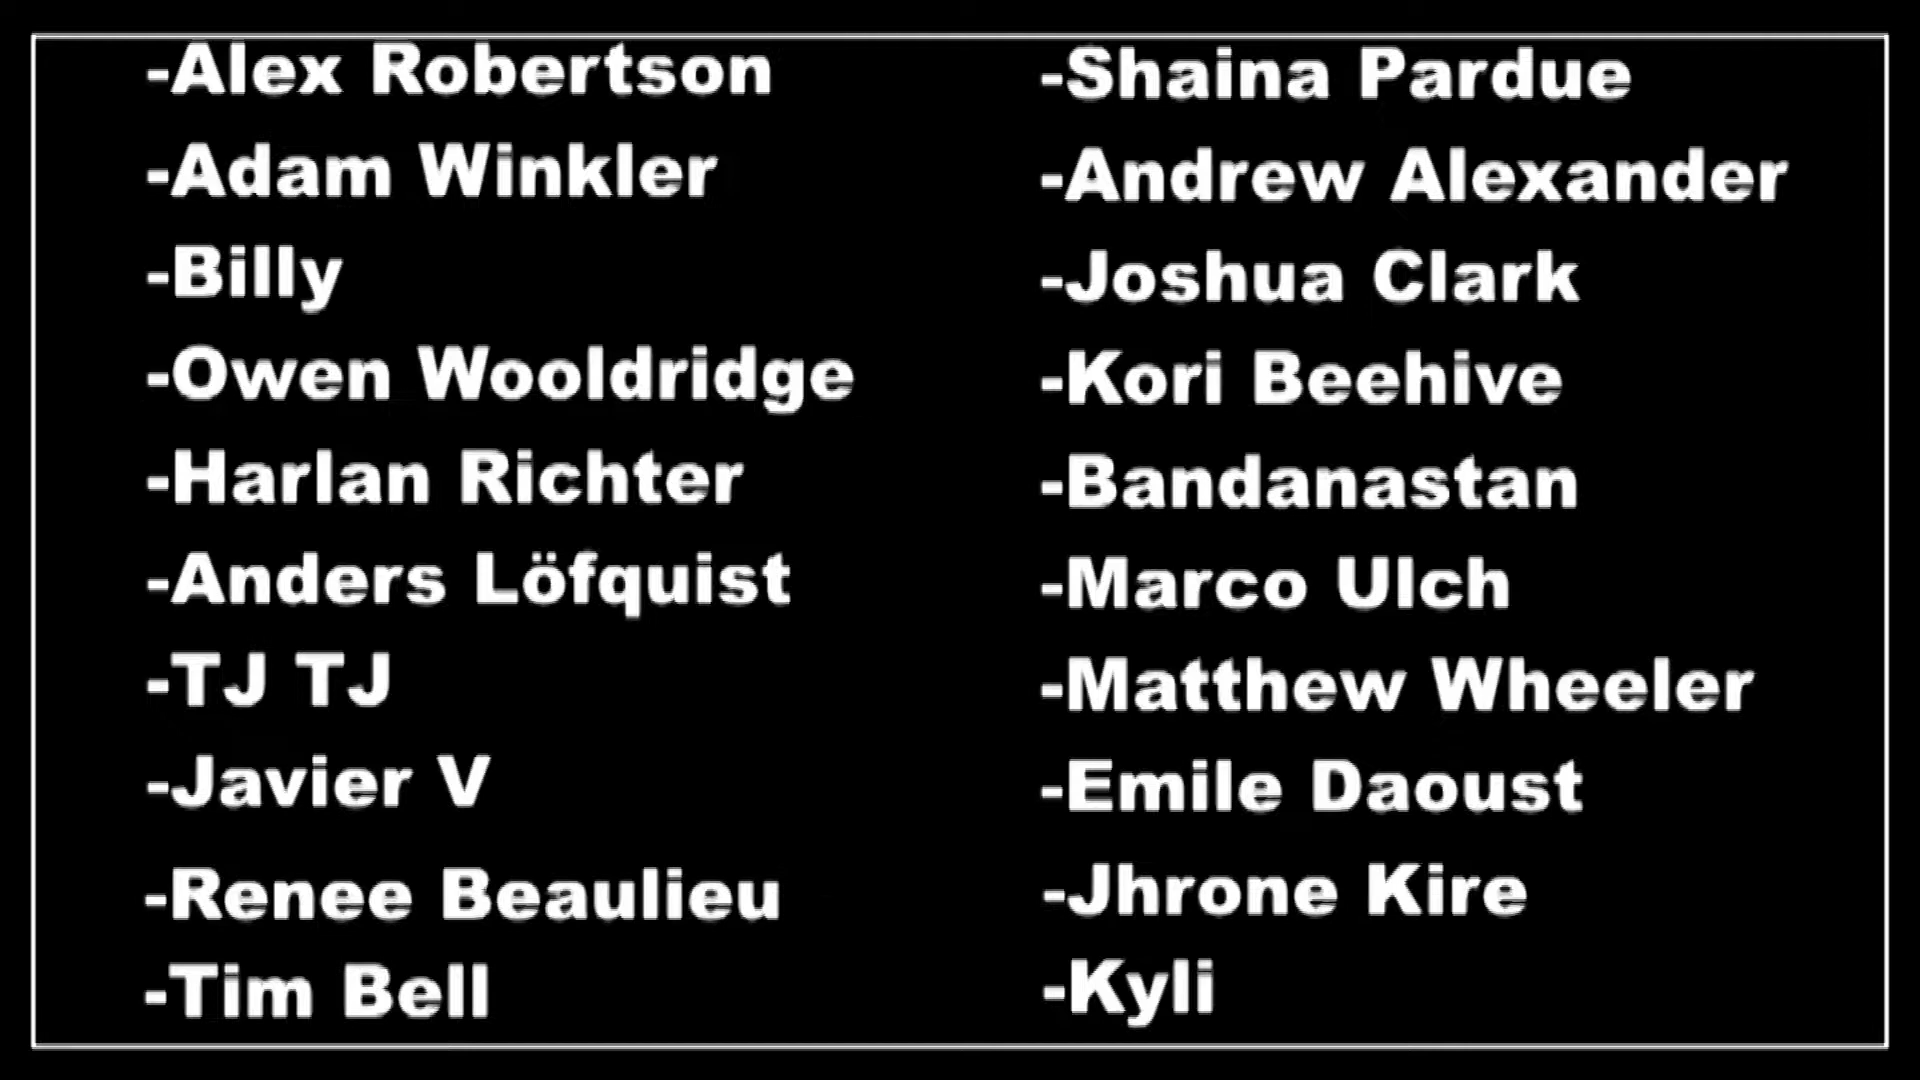 -Alex Robertson
-Adam Winkler
-Billy
-Owen Wooldridge
-Harlan Richter
-Anders Löfquist
-TJ TJ
-Javier V
-Renee Beaulieu
-Tim Bell
-Shaina Pardue
-Andrew Alexander
-Joshua Clark
-Kori Beehive
-Bandanastan
-Marco Ulch
-Matthew Wheeler
-Emile Daoust
-Jhrone Kire
-Kyli